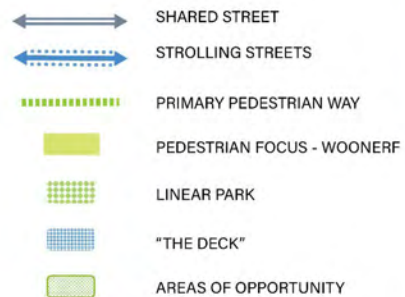 SHARED STREET
STROLLING STREETS
PRIMARY PEDESTRIAN WAY
PEDESTRIAN FOCUS - WOONERF
LINEAR PARK
"THE DECK"
AREAS OF OPPORTUNITY